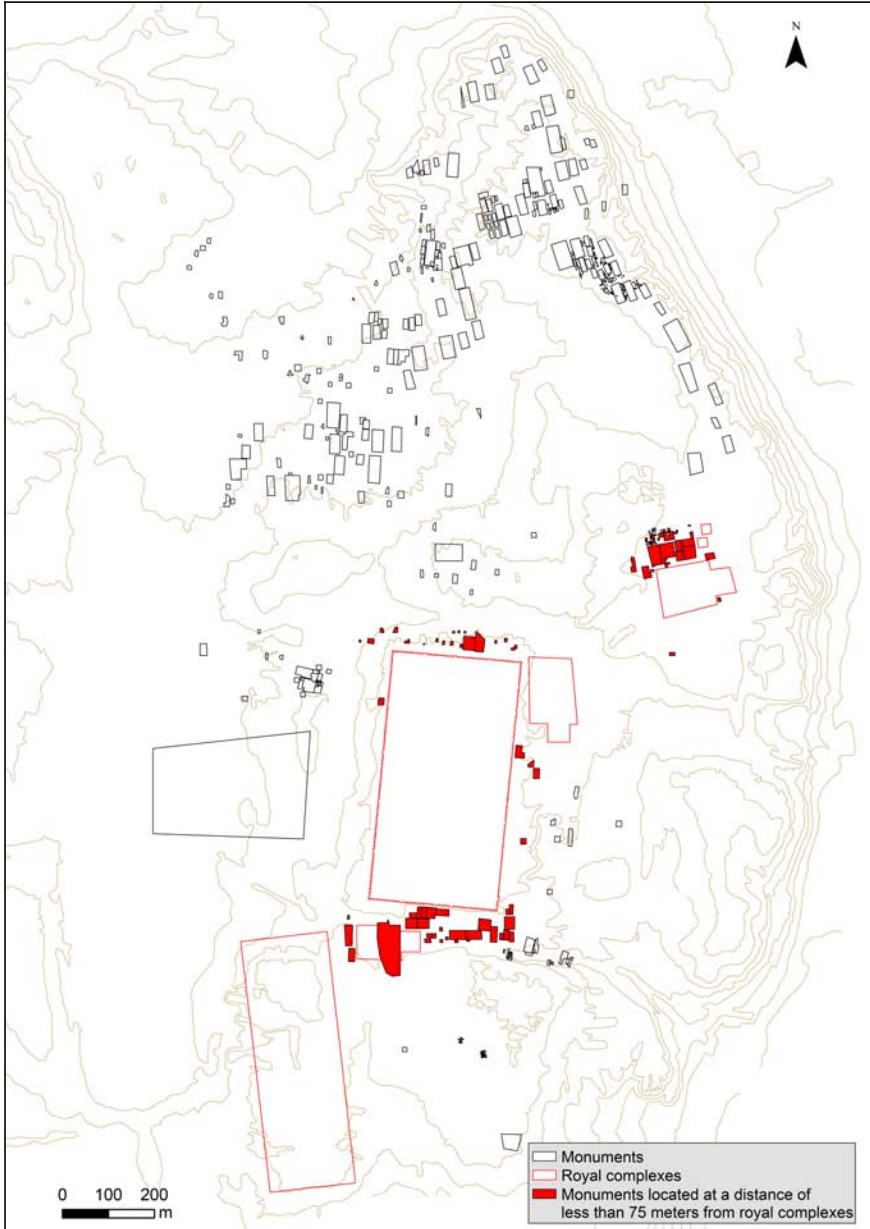 N
Monuments
Royal complexes
Monuments located at a distance of
less than 75 meters from royal complexes
0 100 200
m